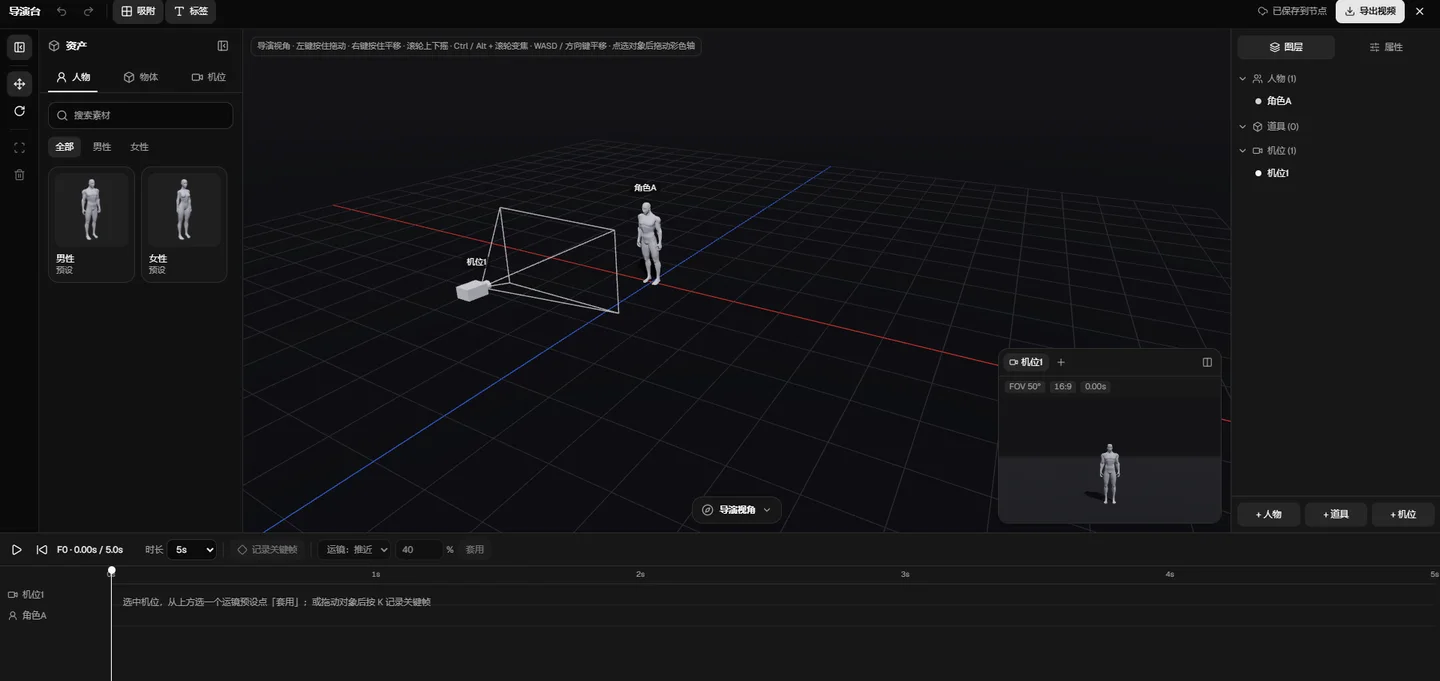 导演台 吸附 标签 已保存到节点 导出视频
资产
人物 物体 机位
搜索素材
全部 男性 女性
男性
预设
女性
预设
导演视角 · 左键按住拖动 · 右键按住平移 · 滚轮上下摇 · Ctrl / Alt + 滚轮变焦 · WASD / 方向键平移 · 点选对象后拖动彩色轴
角色A
机位1
机位1 +
FOV 50° 16:9 0.00s
导演视角
图层 属性
人物 (1)
角色A
道具 (0)
机位 (1)
机位1
+ 人物 + 道具 + 机位
F0 · 0.00s / 5.0s 时长 5s 记录关键帧 运镜：推近 40 % 套用
0s 1s 2s 3s 4s 5s
机位1
选中机位，从上方选一个运镜预设点「套用」；或拖动对象后按 K 记录关键帧
角色A